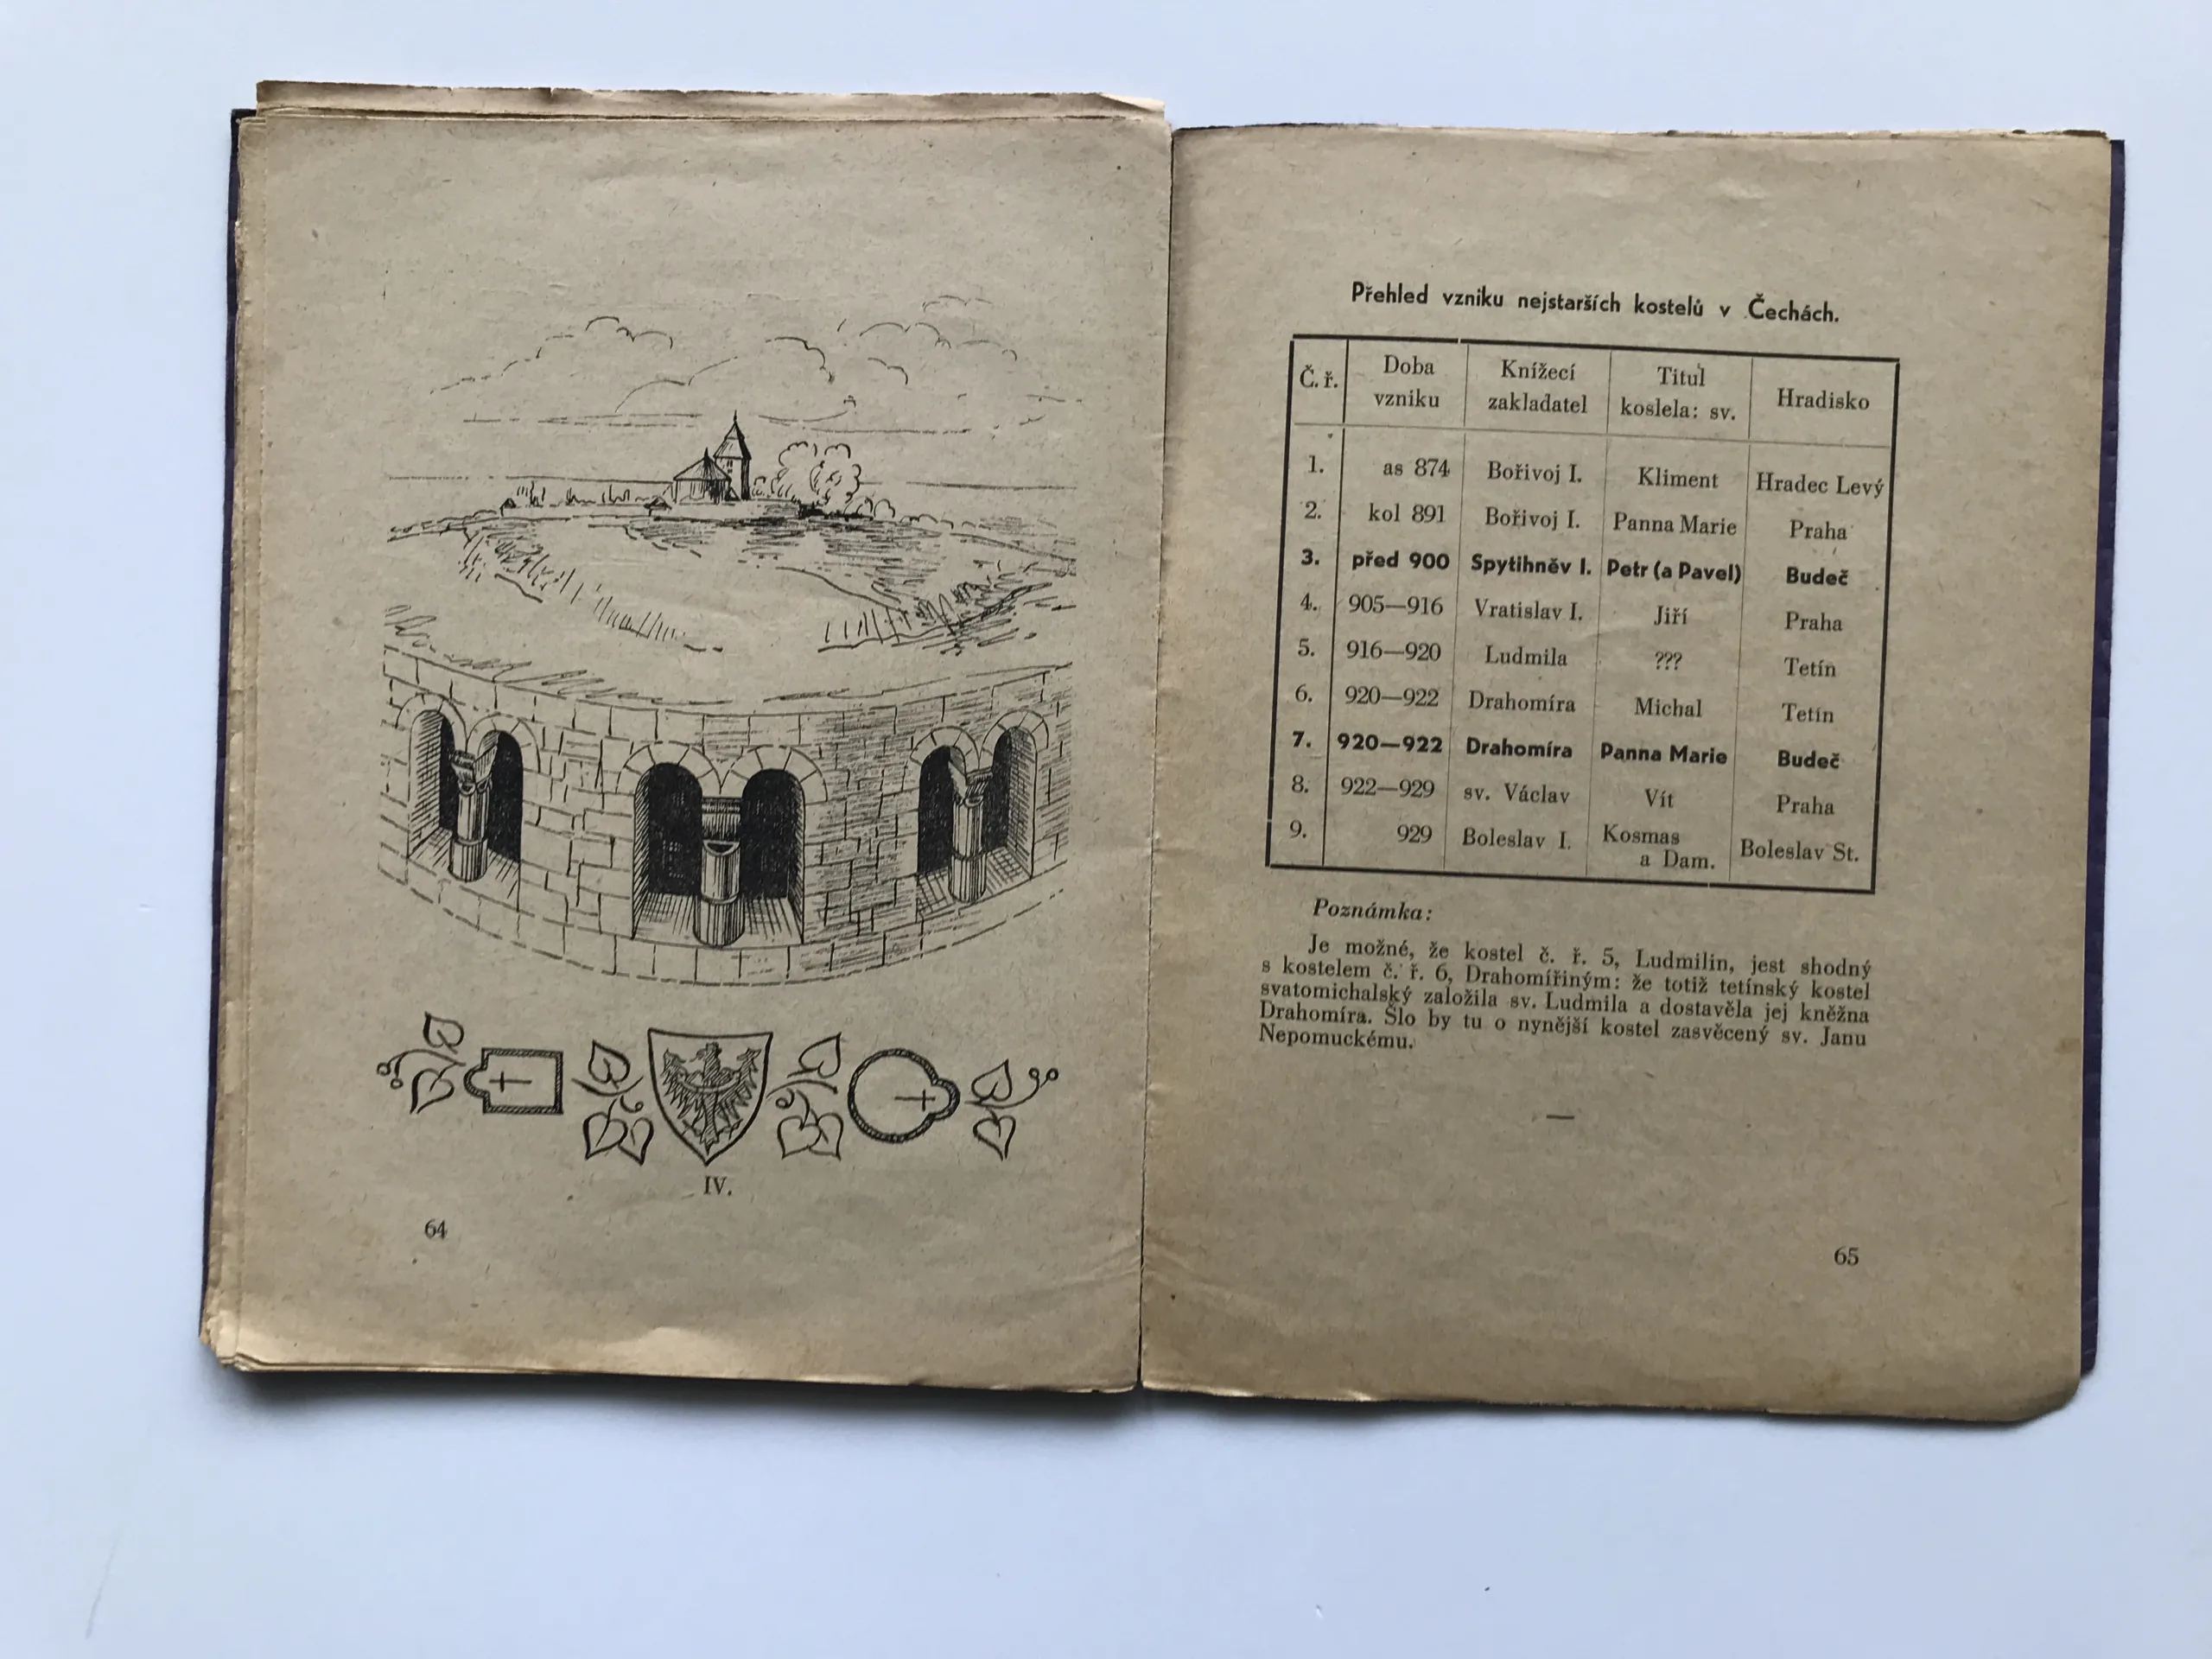 IV.
64
Přehled vzniku nejstarších kostelů v Čechách.
Č. ř. Doba vzniku Knížecí zakladatel Titul koslela: sv. Hradisko
1. as 874 Bořivoj I. Kliment Hradec Levý
2. kol 891 Bořivoj I. Panna Marie Praha
3. před 900 Spytihněv I. Petr (a Pavel) Budeč
4. 905—916 Vratislav I. Jiří Praha
5. 916—920 Ludmila ??? Tetín
6. 920—922 Drahomíra Michal Tetín
7. 920—922 Drahomíra Panna Marie Budeč
8. 922—929 sv. Václav Vít Praha
9. 929 Boleslav I. Kosmas a Dam. Boleslav St.
Poznámka:
Je možné, že kostel č. ř. 5, Ludmilin, jest shodný
s kostelem č. ř. 6, Drahomířiným: že totiž tetínský kostel
svatomichalský založila sv. Ludmila a dostavěla jej kněžna
Drahomíra. Šlo by tu o nynější kostel zasvěcený sv. Janu
Nepomuckému.
65